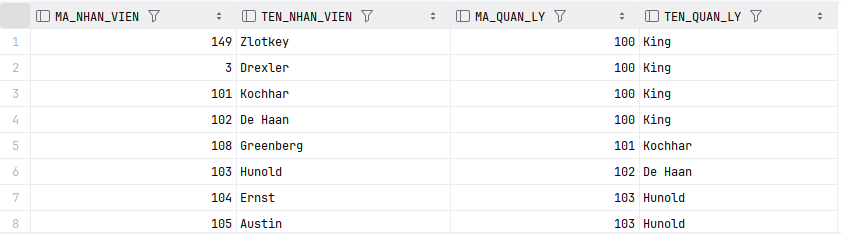 MA_NHAN_VIEN TEN_NHAN_VIEN MA_QUAN_LY TEN_QUAN_LY
1 149 Zlotkey 100 King
2 3 Drexler 100 King
3 101 Kochhar 100 King
4 102 De Haan 100 King
5 108 Greenberg 101 Kochhar
6 103 Hunold 102 De Haan
7 104 Ernst 103 Hunold
8 105 Austin 103 Hunold